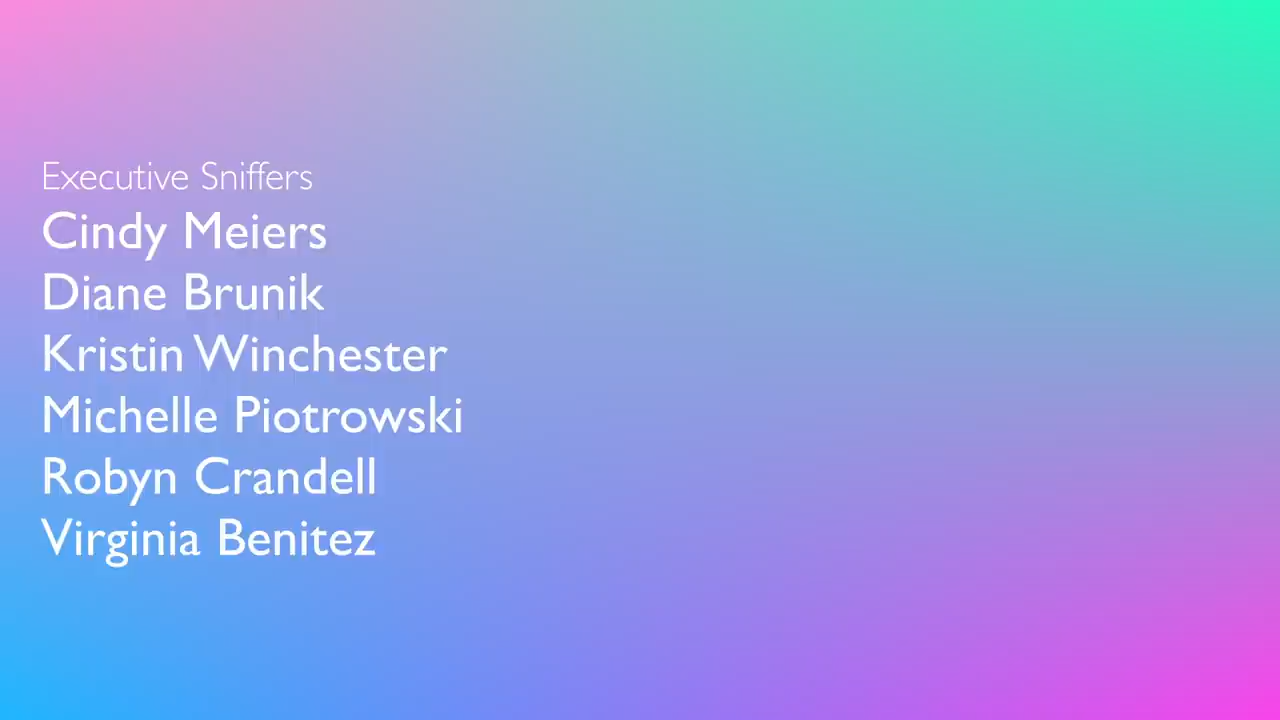 Executive Sniffers
Cindy Meiers
Diane Brunik
Kristin Winchester
Michelle Piotrowski
Robyn Crandell
Virginia Benitez